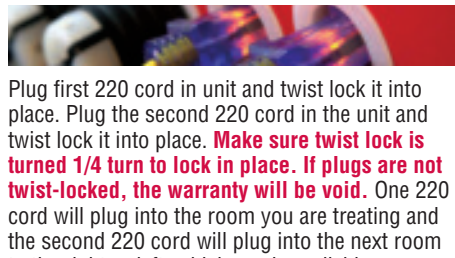 Plug first 220 cord in unit and twist lock it into
place. Plug the second 220 cord in the unit and
twist lock it into place. Make sure twist lock is
turned 1/4 turn to lock in place. If plugs are not
twist-locked, the warranty will be void. One 220
cord will plug into the room you are treating and
the second 220 cord will plug into the next room